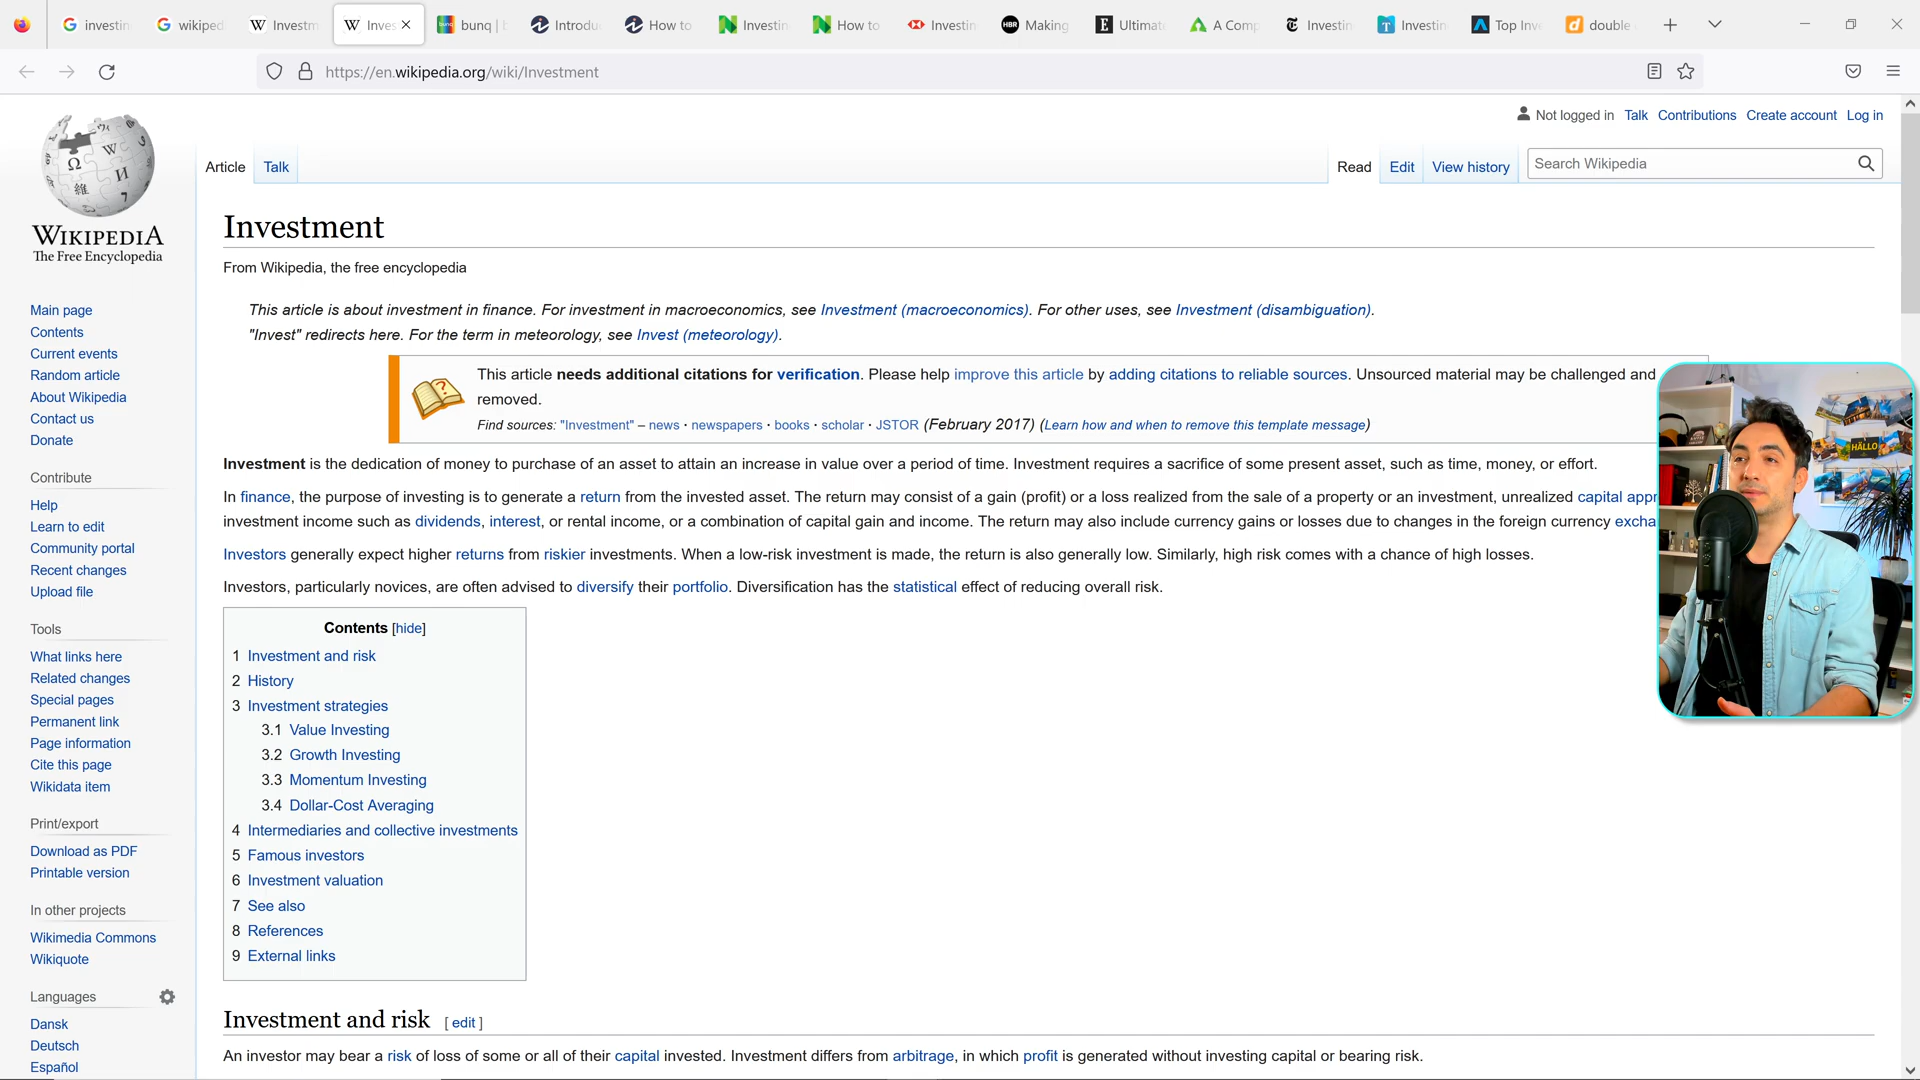 investin
wikiped
Investm
Inves
bunq | b
Introdu
How to
Investin
How to
Investin
Making
Ultimat
A Comp
Investin
Investin
Top Inv
double
https://en.wikipedia.org/wiki/Investment
Not logged in Talk Contributions Create account Log in
Article Talk
Read Edit View history Search Wikipedia
WIKIPEDIA
The Free Encyclopedia
Main page
Contents
Current events
Random article
About Wikipedia
Contact us
Donate
Contribute
Help
Learn to edit
Community portal
Recent changes
Upload file
Tools
What links here
Related changes
Special pages
Permanent link
Page information
Cite this page
Wikidata item
Print/export
Download as PDF
Printable version
In other projects
Wikimedia Commons
Wikiquote
Languages
Dansk
Deutsch
Español
Investment
From Wikipedia, the free encyclopedia
This article is about investment in finance. For investment in macroeconomics, see Investment (macroeconomics). For other uses, see Investment (disambiguation).
"Invest" redirects here. For the term in meteorology, see Invest (meteorology).
This article needs additional citations for verification. Please help improve this article by adding citations to reliable sources. Unsourced material may be challenged and
removed.
Find sources: "Investment" – news · newspapers · books · scholar · JSTOR (February 2017) (Learn how and when to remove this template message)
Investment is the dedication of money to purchase of an asset to attain an increase in value over a period of time. Investment requires a sacrifice of some present asset, such as time, money, or effort.
In finance, the purpose of investing is to generate a return from the invested asset. The return may consist of a gain (profit) or a loss realized from the sale of a property or an investment, unrealized capital appr
investment income such as dividends, interest, or rental income, or a combination of capital gain and income. The return may also include currency gains or losses due to changes in the foreign currency excha
Investors generally expect higher returns from riskier investments. When a low-risk investment is made, the return is also generally low. Similarly, high risk comes with a chance of high losses.
Investors, particularly novices, are often advised to diversify their portfolio. Diversification has the statistical effect of reducing overall risk.
Contents [hide]
1 Investment and risk
2 History
3 Investment strategies
3.1 Value Investing
3.2 Growth Investing
3.3 Momentum Investing
3.4 Dollar-Cost Averaging
4 Intermediaries and collective investments
5 Famous investors
6 Investment valuation
7 See also
8 References
9 External links
Investment and risk [ edit ]
An investor may bear a risk of loss of some or all of their capital invested. Investment differs from arbitrage, in which profit is generated without investing capital or bearing risk.
HALLO